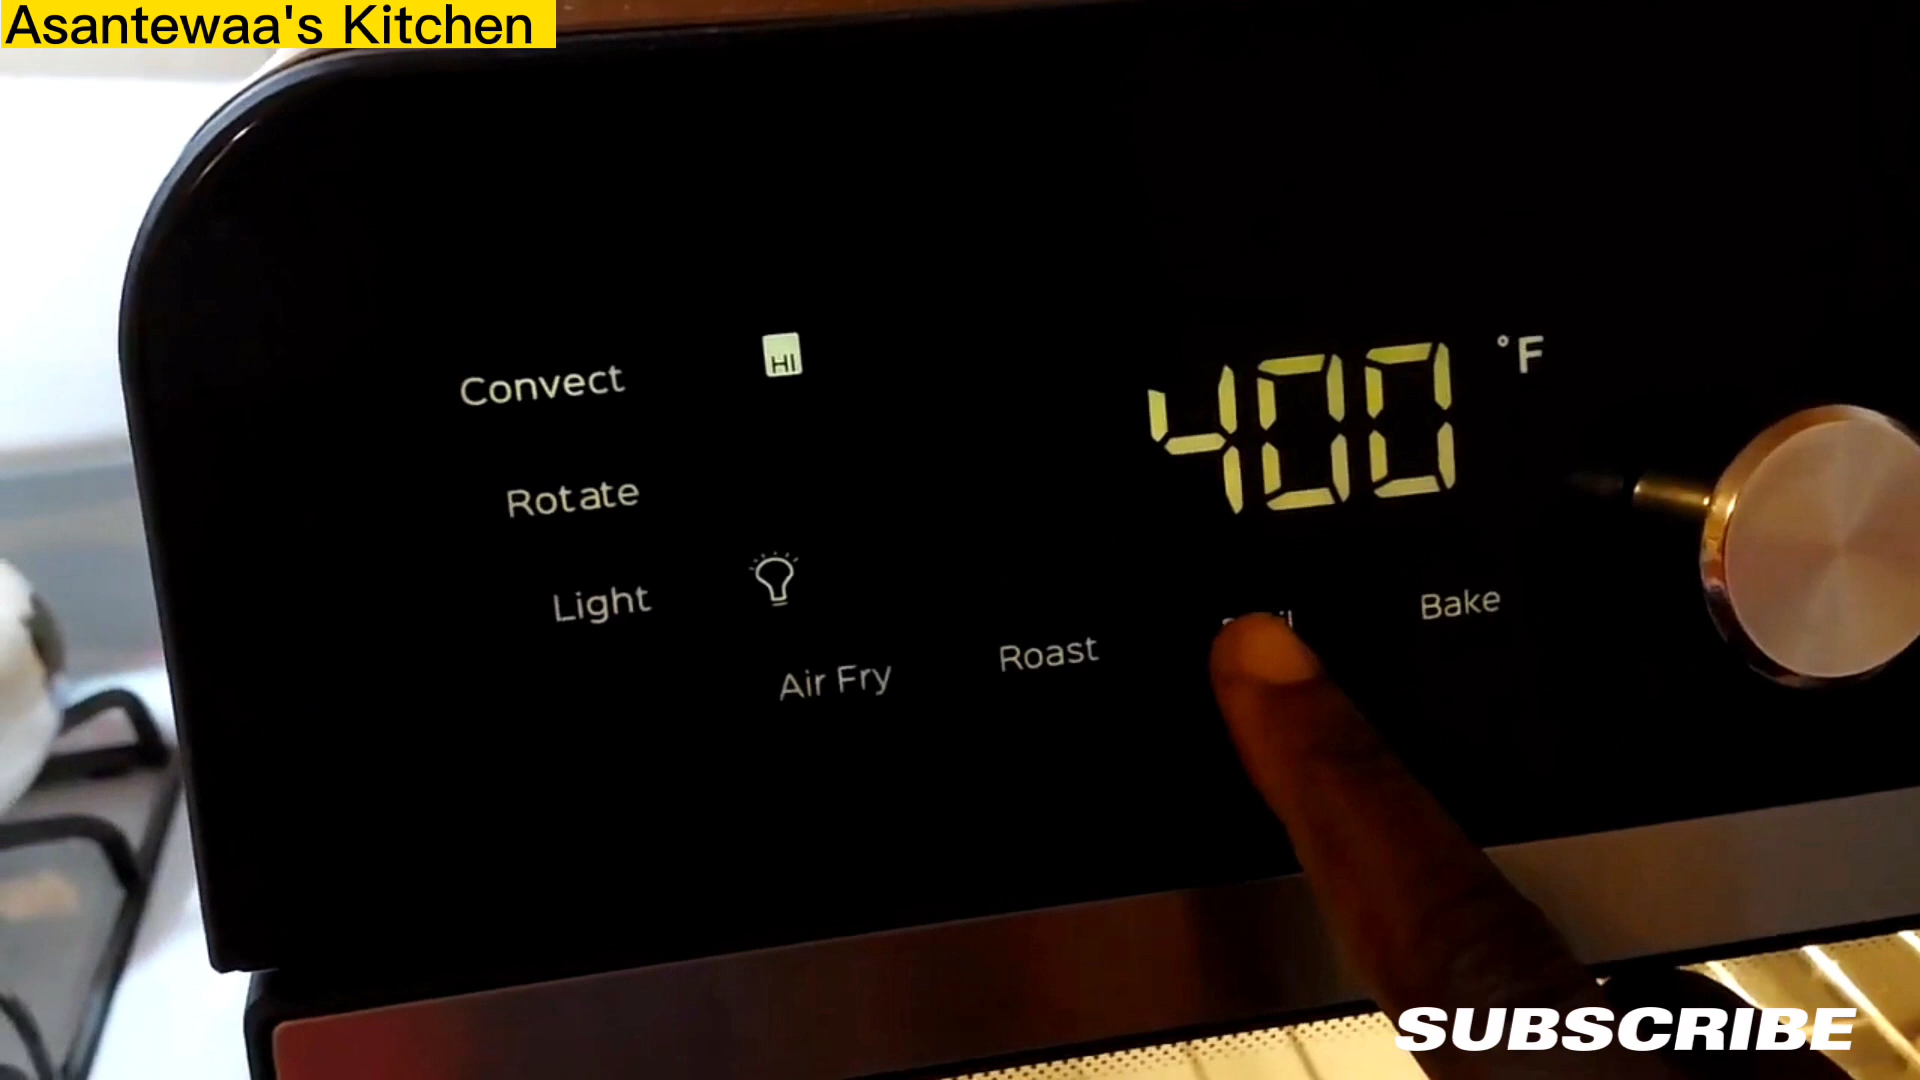 Asantewaa's Kitchen
Convect
HI
400 °F
Rotate
Light
Air Fry
Roast
Bake
SUBSCRIBE